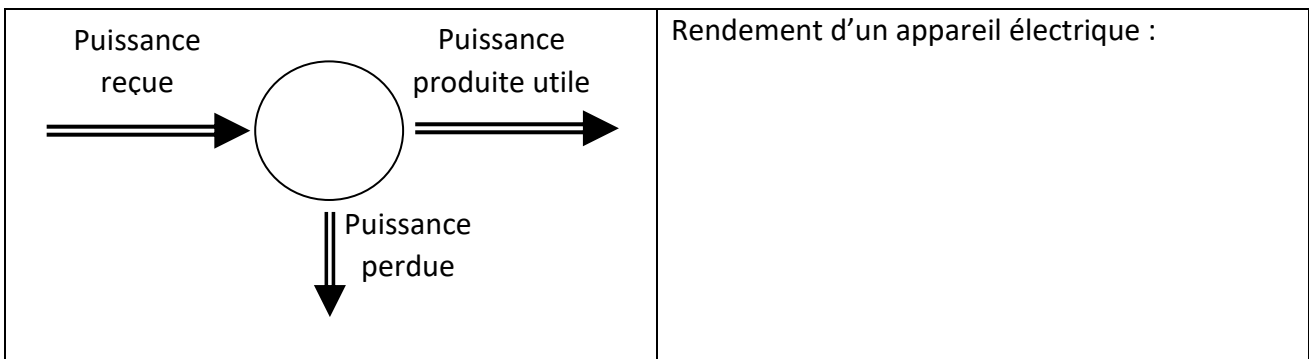 Puissance
reçue
Puissance
produite utile
Puissance
perdue
Rendement d’un appareil électrique :